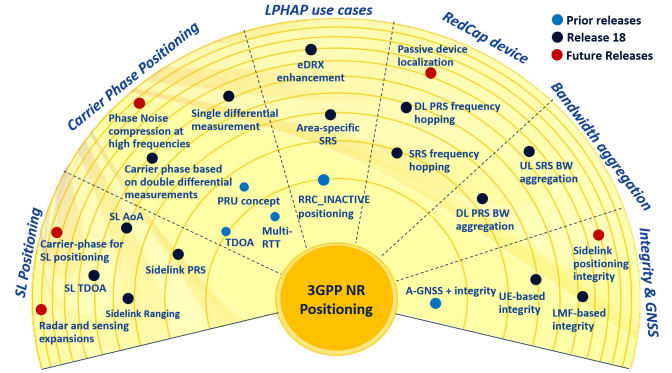 LPHAP use cases
RedCap device
Carrier Phase Positioning
Bandwidth aggregation
SL Positioning
Integrity & GNSS
Prior releases
Release 18
Future Releases
eDRX
enhancement
Passive device
localization
Phase Noise
compression at
high frequencies
Single differential
measurement
Area-specific
SRS
DL PRS frequency
hopping
Carrier phase based
on double differential
measurements
SRS frequency
hopping
UL SRS BW
aggregation
PRU concept
RRC_INACTIVE
positioning
DL PRS BW
aggregation
SL AoA
TDOA
Multi-
RTT
Carrier-phase for
SL positioning
Sidelink PRS
Sidelink
positioning
integrity
SL TDOA
3GPP NR
Positioning
A-GNSS + integrity
UE-based
integrity
LMF-based
integrity
Sidelink Ranging
Radar and sensing
expansions